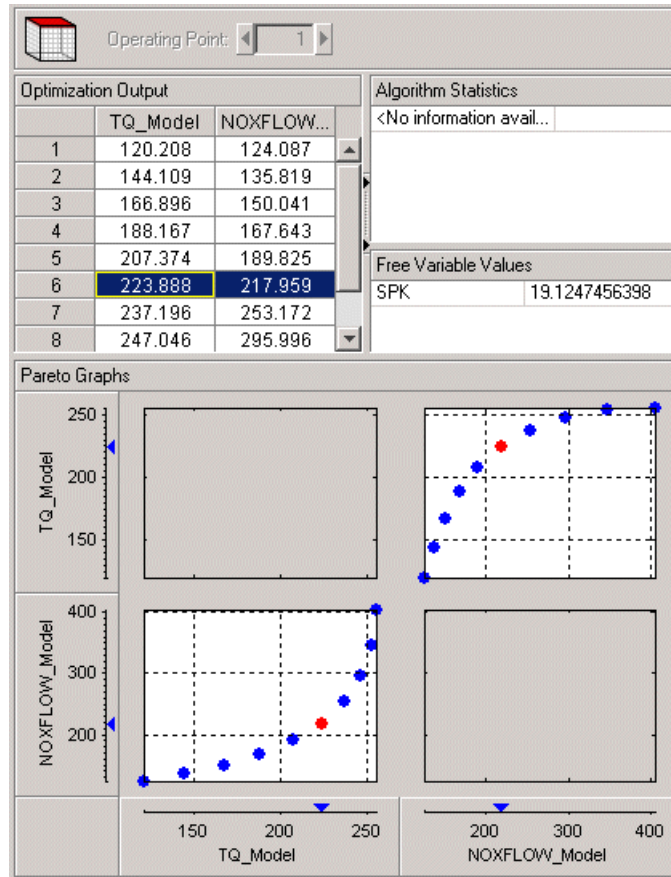 Operating Point: 1
Optimization Output
TQ_Model NOXFLOW...
1 120.208 124.087
2 144.109 135.819
3 166.896 150.041
4 188.167 167.643
5 207.374 189.825
6 223.888 217.959
7 237.196 253.172
8 247.046 295.996
Algorithm Statistics
<No information avail...
Free Variable Values
SPK 19.1247456398
Pareto Graphs
250
200
150
TQ_Model
400
300
200
NOXFLOW_Model
150 200 250
TQ_Model
200 300 400
NOXFLOW_Model